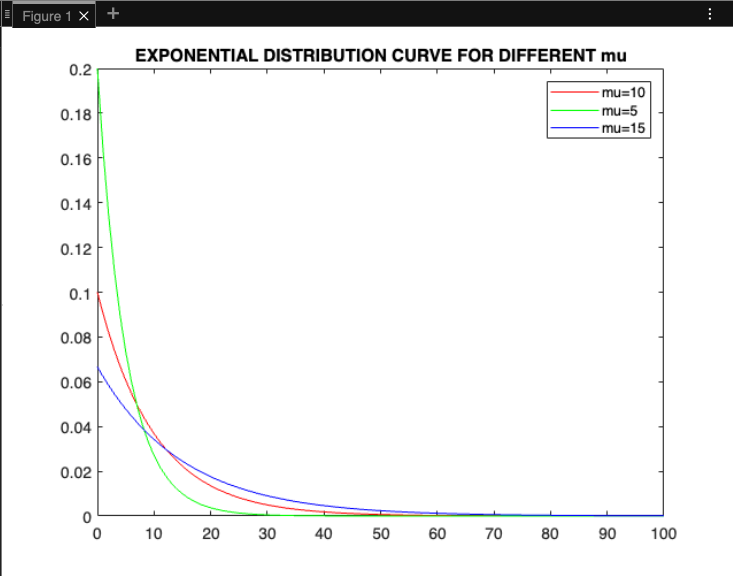 Figure 1
EXPONENTIAL DISTRIBUTION CURVE FOR DIFFERENT mu
mu=10
mu=5
mu=15
0.2
0.18
0.16
0.14
0.12
0.1
0.08
0.06
0.04
0.02
0
0 10 20 30 40 50 60 70 80 90 100